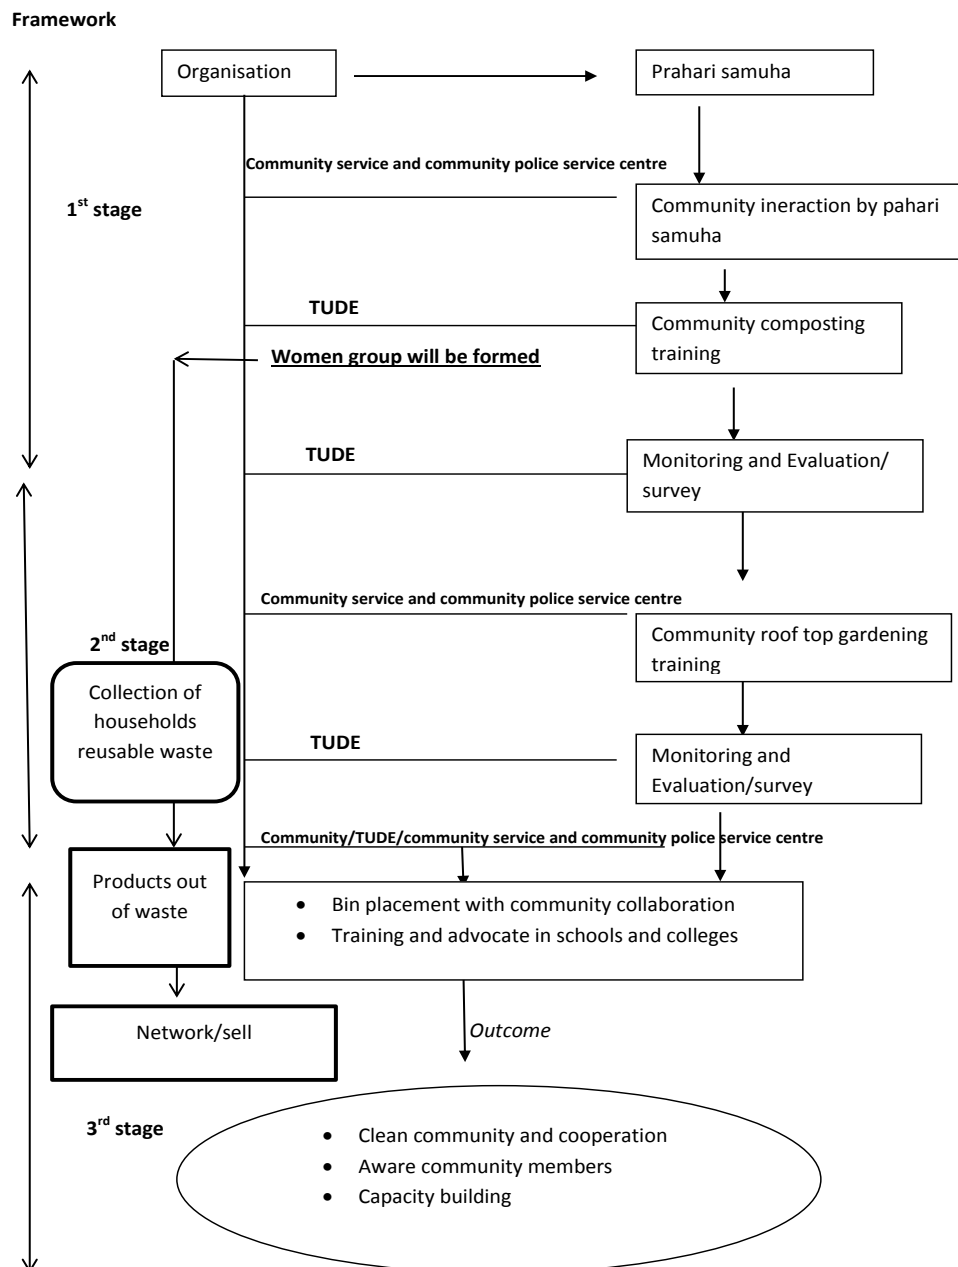 Framework
Organisation
Prahari samuha
Community service and community police service centre
1st stage
Community ineraction by pahari
samuha
TUDE
Community composting
training
Women group will be formed
TUDE
Monitoring and Evaluation/
survey
Community service and community police service centre
2nd stage
Community roof top gardening
training
Collection of
households
reusable waste
TUDE
Monitoring and
Evaluation/survey
Community/TUDE/community service and community police service centre
Products out
of waste
• Bin placement with community collaboration
• Training and advocate in schools and colleges
Network/sell
Outcome
3rd stage
• Clean community and cooperation
• Aware community members
• Capacity building